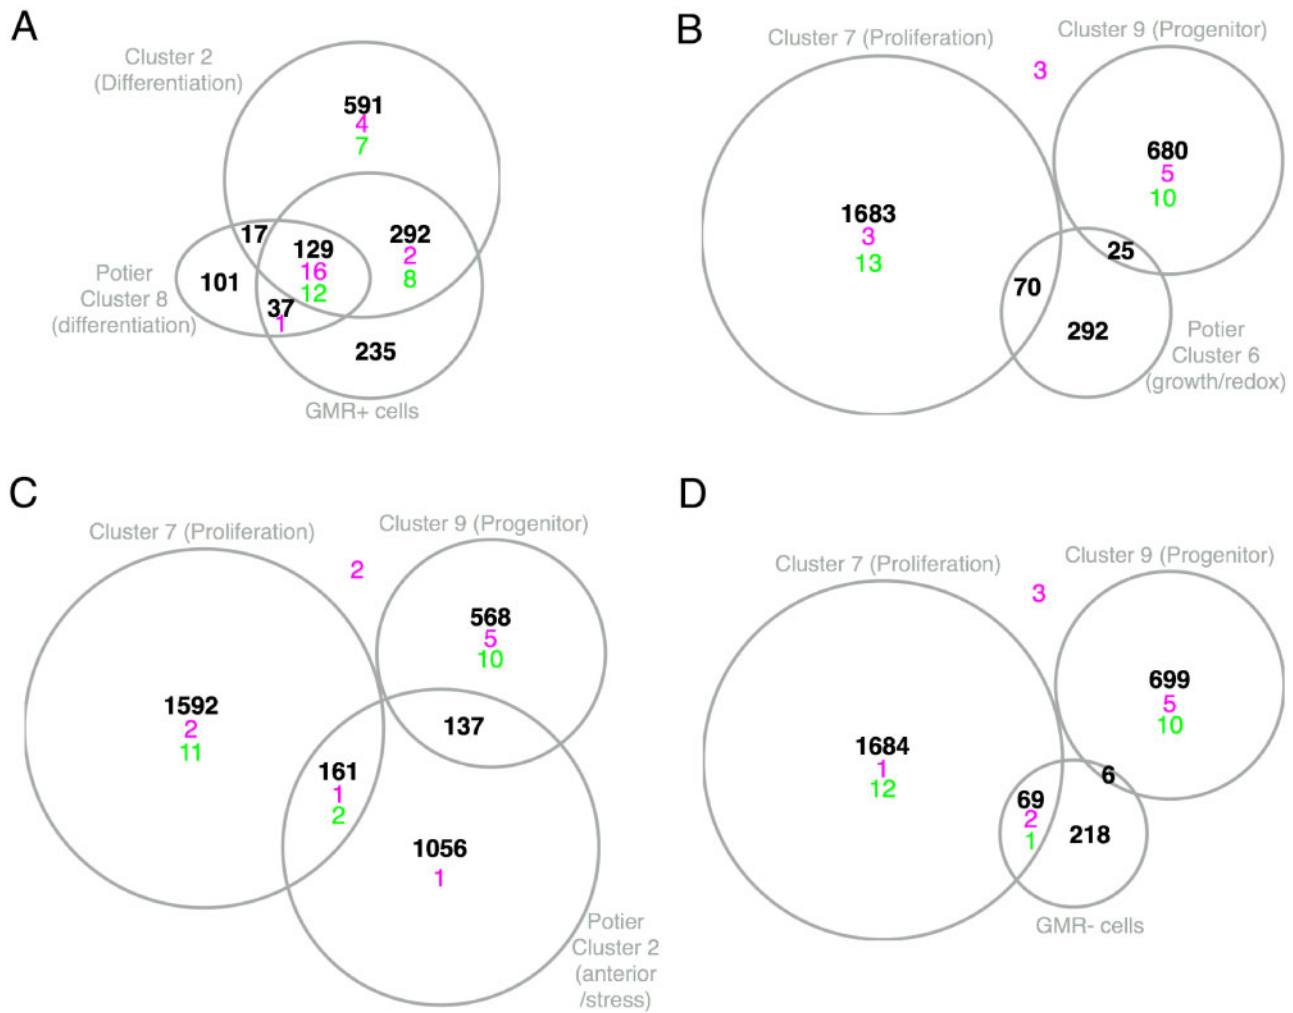 A
Cluster 2
(Differentiation)
591
4
7
17
129
16
12
292
2
8
101
37
1
235
Potier
Cluster 8
(differentiation)
GMR+ cells
B
Cluster 7 (Proliferation)
Cluster 9 (Progenitor)
3
680
5
10
1683
3
13
25
70
292
Potier
Cluster 6
(growth/redox)
C
Cluster 7 (Proliferation)
Cluster 9 (Progenitor)
2
568
5
10
1592
2
11
137
161
1
2
1056
1
Potier
Cluster 2
(anterior
/stress)
D
Cluster 7 (Proliferation)
Cluster 9 (Progenitor)
3
699
5
10
1684
1
12
6
69
2
1
218
GMR- cells